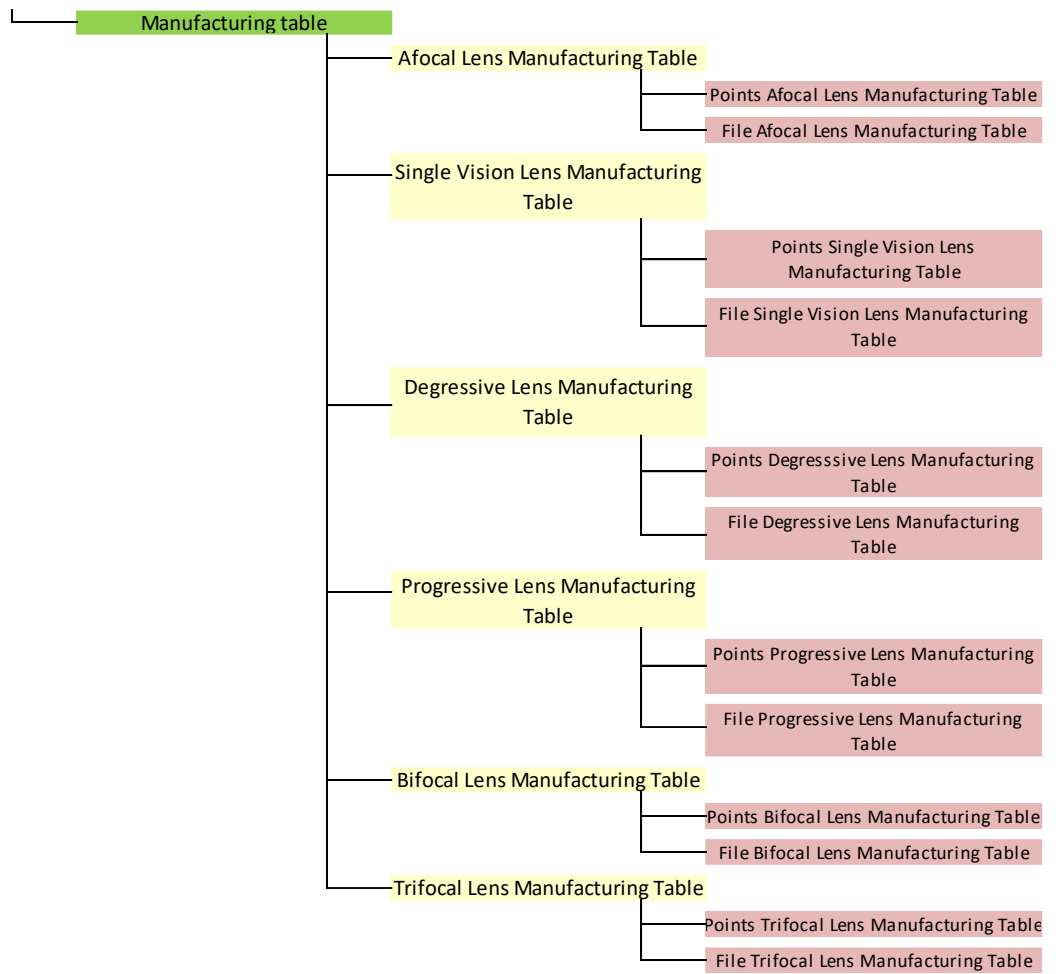 Manufacturing table
Afocal Lens Manufacturing Table
Points Afocal Lens Manufacturing Table
File Afocal Lens Manufacturing Table
Single Vision Lens Manufacturing
Table
Points Single Vision Lens
Manufacturing Table
File Single Vision Lens Manufacturing
Table
Degressive Lens Manufacturing
Table
Points Degresssive Lens Manufacturing
Table
File Degressive Lens Manufacturing
Table
Progressive Lens Manufacturing
Table
Points Progressive Lens Manufacturing
Table
File Progressive Lens Manufacturing
Table
Bifocal Lens Manufacturing Table
Points Bifocal Lens Manufacturing Table
File Bifocal Lens Manufacturing Table
Trifocal Lens Manufacturing Table
Points Trifocal Lens Manufacturing Table
File Trifocal Lens Manufacturing Table